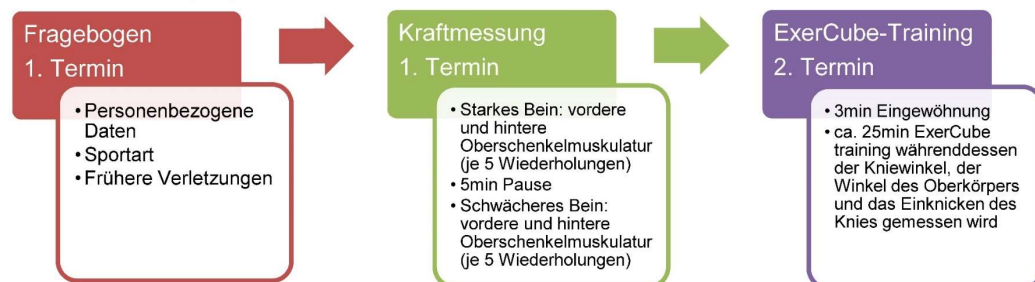 Fragebogen
1. Termin
• Personenbezogene
Daten
• Sportart
• Frühere Verletzungen
Kraftmessung
1. Termin
• Starkes Bein: vordere
und hintere
Oberschenkelmuskulatur
(je 5 Wiederholungen)
• 5min Pause
• Schwächeres Bein:
vordere und hintere
Oberschenkelmuskulatur
(je 5 Wiederholungen)
ExerCube-Training
2. Termin
• 3min Eingewöhnung
• ca. 25min ExerCube
training währenddessen
der Kniewinkel, der
Winkel des Oberkörpers
und das Einknicken des
Knies gemessen wird